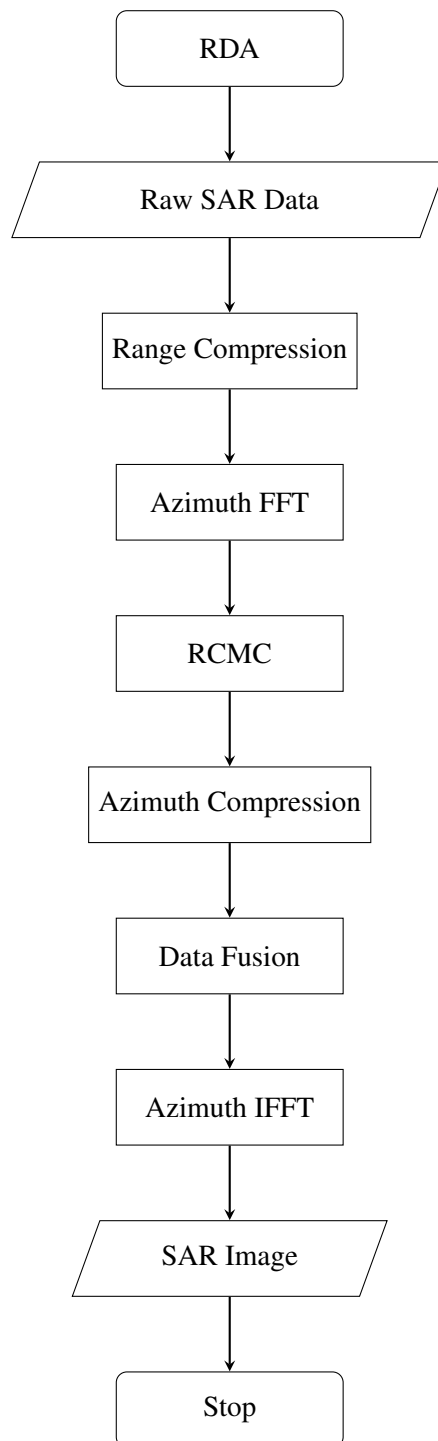 RDA
Raw SAR Data
Range Compression
Azimuth FFT
RCMC
Azimuth Compression
Data Fusion
Azimuth IFFT
SAR Image
Stop